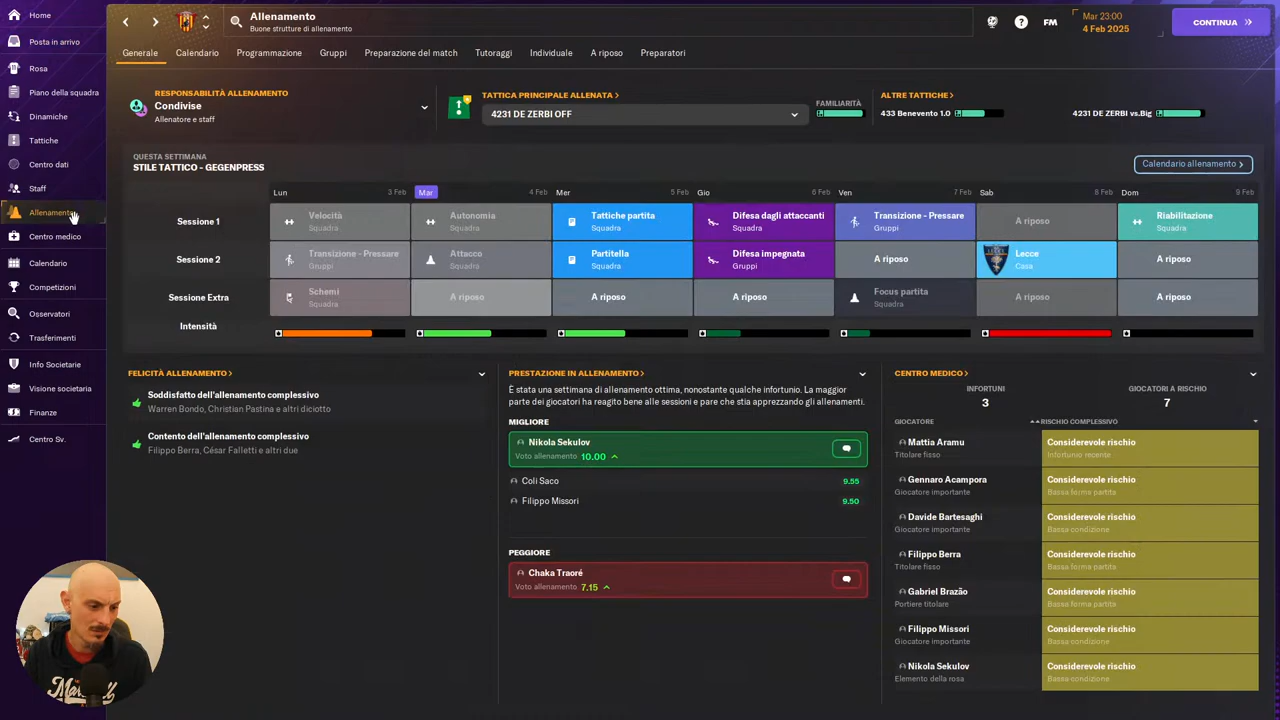 Home
Posta in arrivo
Rosa
Piano della squadra
Dinamiche
Tattiche
Centro dati
Staff
Allenamento
Centro medico
Calendario
Competizioni
Osservatori
Trasferimenti
Info Societarie
Visione societaria
Finanze
Centro Sv.
Allenamento
Buone strutture di allenamento
FM
Mar 23:00
4 Feb 2025
CONTINUA
Generale
Calendario
Programmazione
Gruppi
Preparazione del match
Tutoraggi
Individuale
A riposo
Preparatori
RESPONSABILITÀ ALLENAMENTO
Condivise
Allenatore e staff
TATTICA PRINCIPALE ALLENATA >
4231 DE ZERBI OFF
FAMILIARITÀ
ALTRE TATTICHE >
433 Benevento 1.0
4231 DE ZERBI vs.Big
QUESTA SETTIMANA
STILE TATTICO - GEGENPRESS
Calendario allenamento >
Lun 3 Feb
Mar 4 Feb
Mer 5 Feb
Gio 6 Feb
Ven 7 Feb
Sab 8 Feb
Dom 9 Feb
Sessione 1
Velocità
Squadra
Autonomia
Squadra
Tattiche partita
Squadra
Difesa dagli attaccanti
Squadra
Transizione - Pressare
Gruppi
A riposo
Riabilitazione
Squadra
Sessione 2
Transizione - Pressare
Gruppi
Attacco
Squadra
Partitella
Squadra
Difesa impegnata
Gruppi
A riposo
Lecce
Casa
A riposo
Sessione Extra
Schemi
Squadra
A riposo
A riposo
A riposo
Focus partita
Squadra
A riposo
A riposo
Intensità
FELICITÀ ALLENAMENTO >
Soddisfatto dell'allenamento complessivo
Warren Bondo, Christian Pastina e altri diciotto
Contento dell'allenamento complessivo
Filippo Berra, César Falletti e altri due
PRESTAZIONE IN ALLENAMENTO >
È stata una settimana di allenamento ottima, nonostante qualche infortunio. La maggior
parte dei giocatori ha reagito bene alle sessioni e pare che stia apprezzando gli allenamenti.
MIGLIORE
Nikola Sekulov
Voto allenamento 10.00
Coli Saco 9.55
Filippo Missori 9.50
PEGGIORE
Chaka Traoré
Voto allenamento 7.15
CENTRO MEDICO >
INFORTUNI
3
GIOCATORI A RISCHIO
7
GIOCATORE
RISCHIO COMPLESSIVO
Mattia Aramu
Titolare fisso
Considerevole rischio
Infortunio recente
Gennaro Acampora
Giocatore importante
Considerevole rischio
Bassa forma partita
Davide Bartesaghi
Giocatore importante
Considerevole rischio
Bassa condizione
Filippo Berra
Titolare fisso
Considerevole rischio
Bassa forma partita
Gabriel Brazão
Portiere titolare
Considerevole rischio
Bassa forma partita
Filippo Missori
Giocatore importante
Considerevole rischio
Bassa condizione
Nikola Sekulov
Elemento della rosa
Considerevole rischio
Bassa condizione